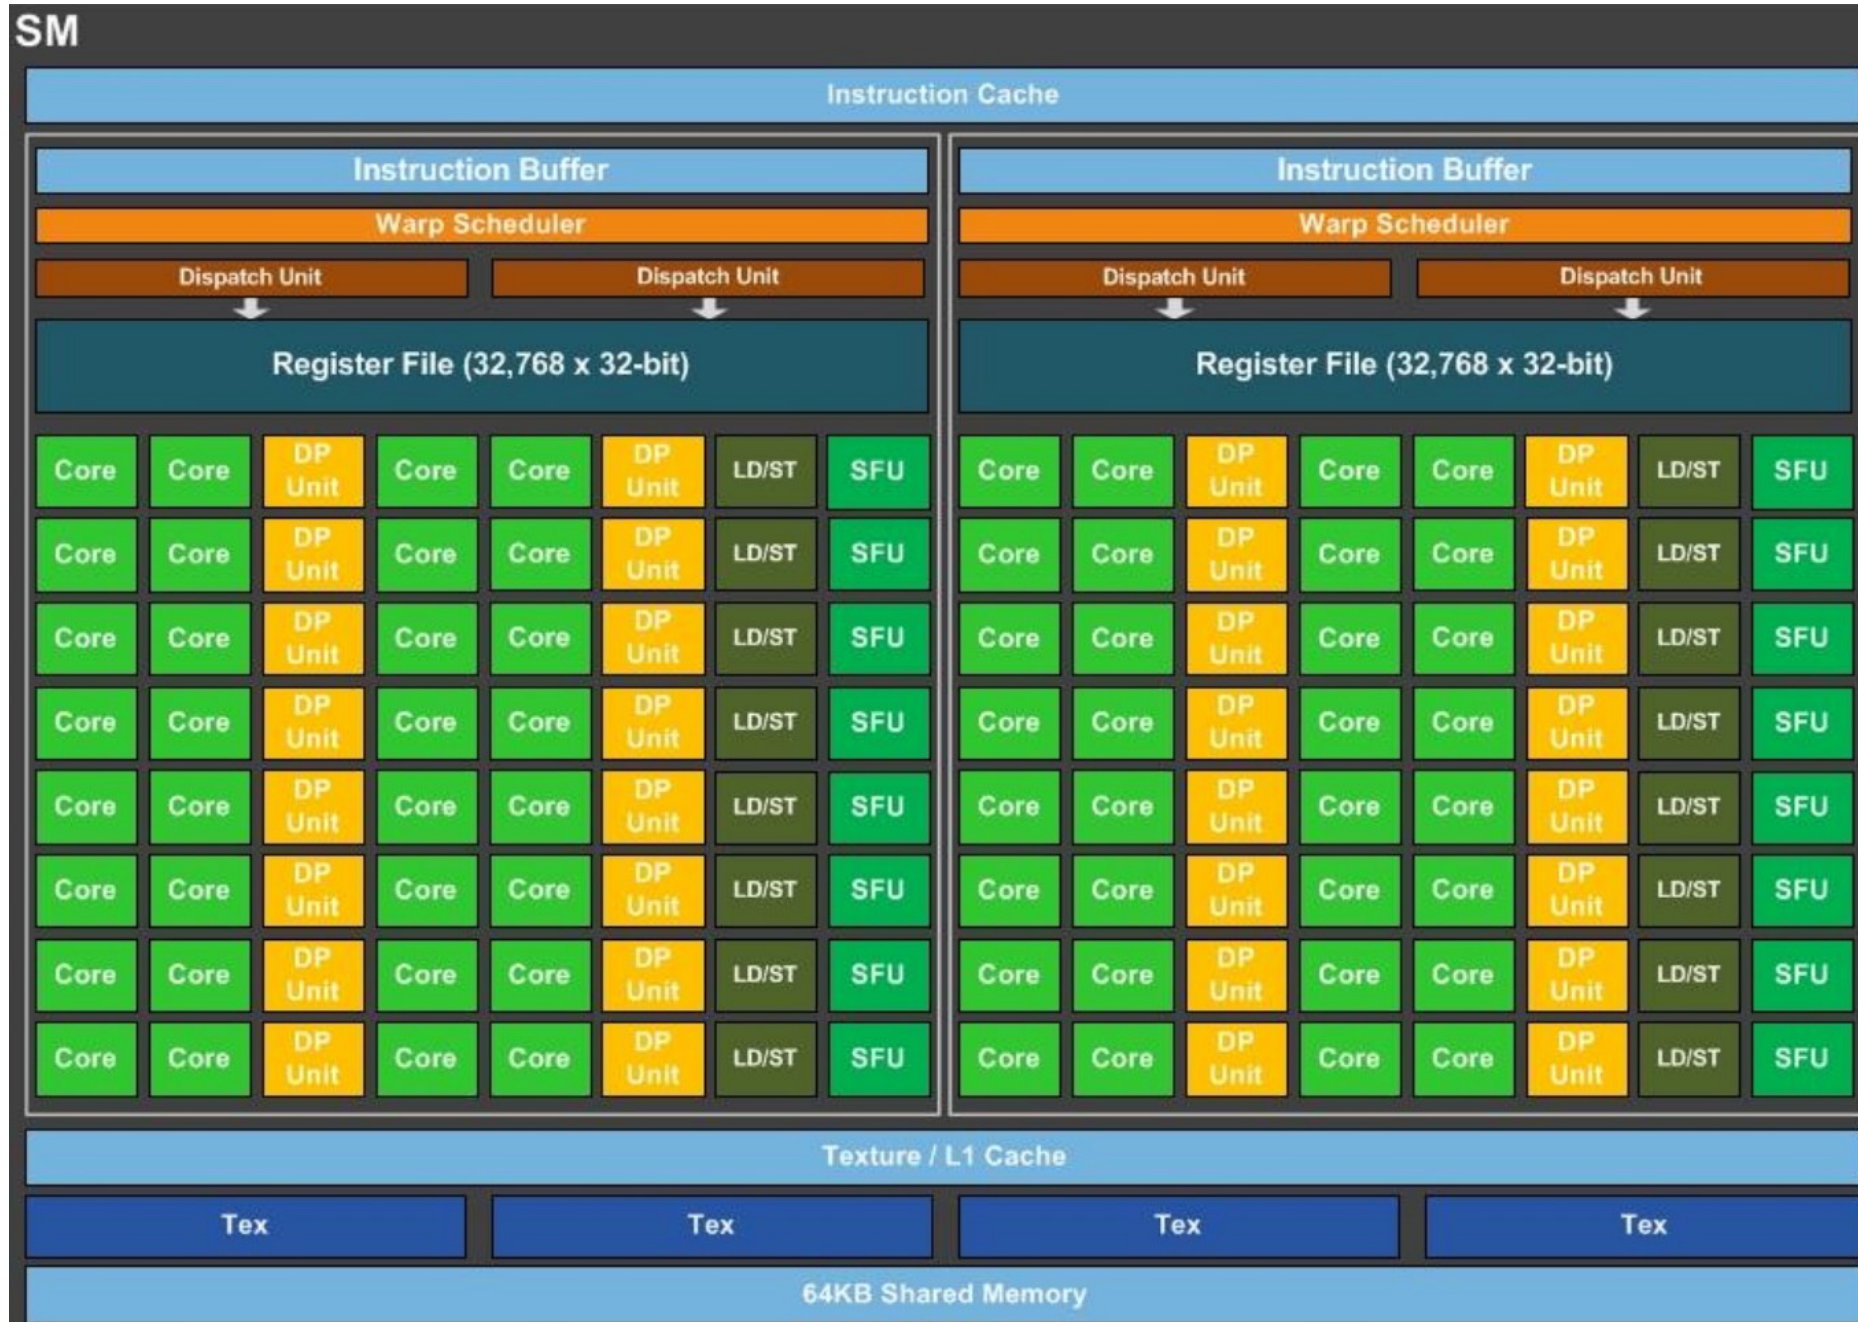 SM
Instruction Cache
Instruction Buffer Instruction Buffer
Warp Scheduler Warp Scheduler
Dispatch Unit Dispatch Unit Dispatch Unit Dispatch Unit
Register File (32,768 x 32-bit) Register File (32,768 x 32-bit)
Core Core DP Unit Core Core DP Unit LD/ST SFU Core Core DP Unit Core Core DP Unit LD/ST SFU
Core Core DP Unit Core Core DP Unit LD/ST SFU Core Core DP Unit Core Core DP Unit LD/ST SFU
Core Core DP Unit Core Core DP Unit LD/ST SFU Core Core DP Unit Core Core DP Unit LD/ST SFU
Core Core DP Unit Core Core DP Unit LD/ST SFU Core Core DP Unit Core Core DP Unit LD/ST SFU
Core Core DP Unit Core Core DP Unit LD/ST SFU Core Core DP Unit Core Core DP Unit LD/ST SFU
Core Core DP Unit Core Core DP Unit LD/ST SFU Core Core DP Unit Core Core DP Unit LD/ST SFU
Core Core DP Unit Core Core DP Unit LD/ST SFU Core Core DP Unit Core Core DP Unit LD/ST SFU
Core Core DP Unit Core Core DP Unit LD/ST SFU Core Core DP Unit Core Core DP Unit LD/ST SFU
Texture / L1 Cache
Tex Tex Tex Tex
64KB Shared Memory